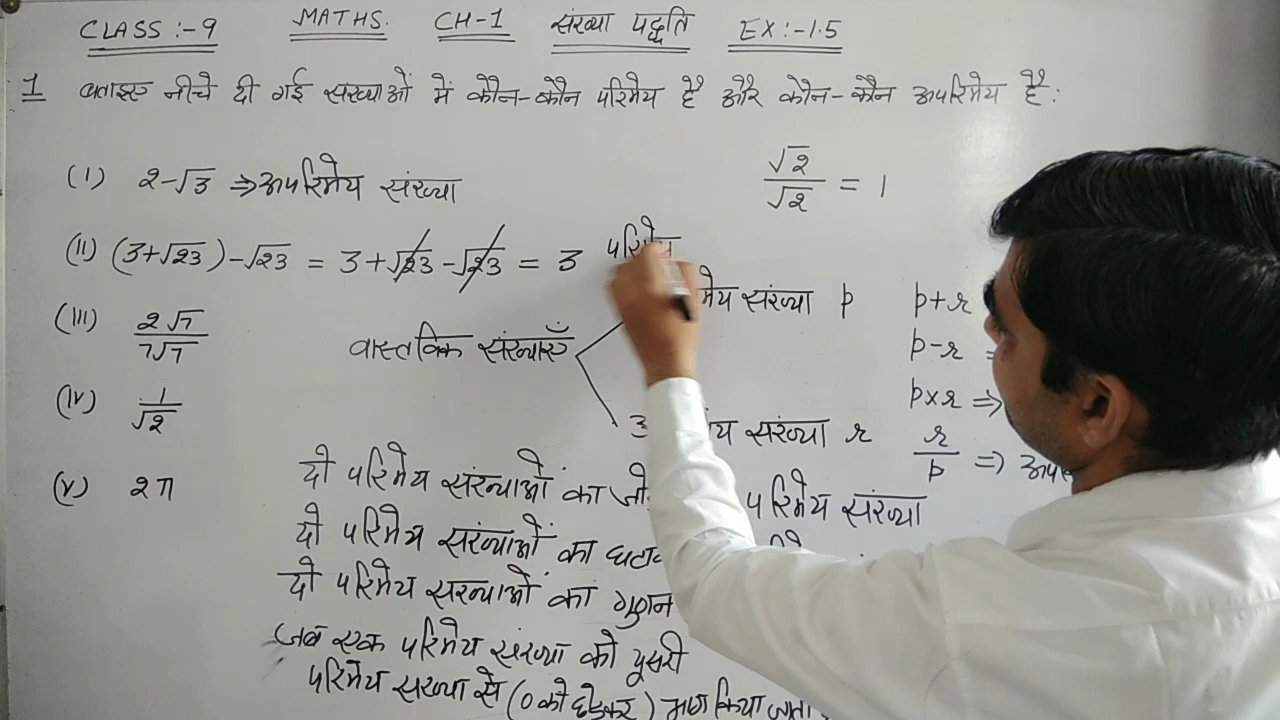 CLASS :- 9 MATHS. CH-1 संख्या पद्धति EX:-1.5
1 बताइए नीचे दी गई संख्याओं में कौन-कौन परिमेय है और कौन-कौन अपरिमेय है:
(i) 2-√3 ⇒ अपरिमेय संख्या
√2/√2 = 1
(ii) (3+√23)-√23 = 3+√23-√23 = 3 परिमेय
(iii) 2√7/7√7
(iv) 1/√2
(v) 2π
वास्तविक संख्याएँ
संख्या p
संख्या r
p+r
p-r =
p×r ⇒
r/p ⇒
दो परिमेय संख्याओं का परिमेय संख्या
दो परिमेय संख्याओं का
दो परिमेय संख्याओं का गुणन
जब एक परिमेय संख्या को दूसरी
परिमेय संख्या से (0 को छोड़कर) भाग किया